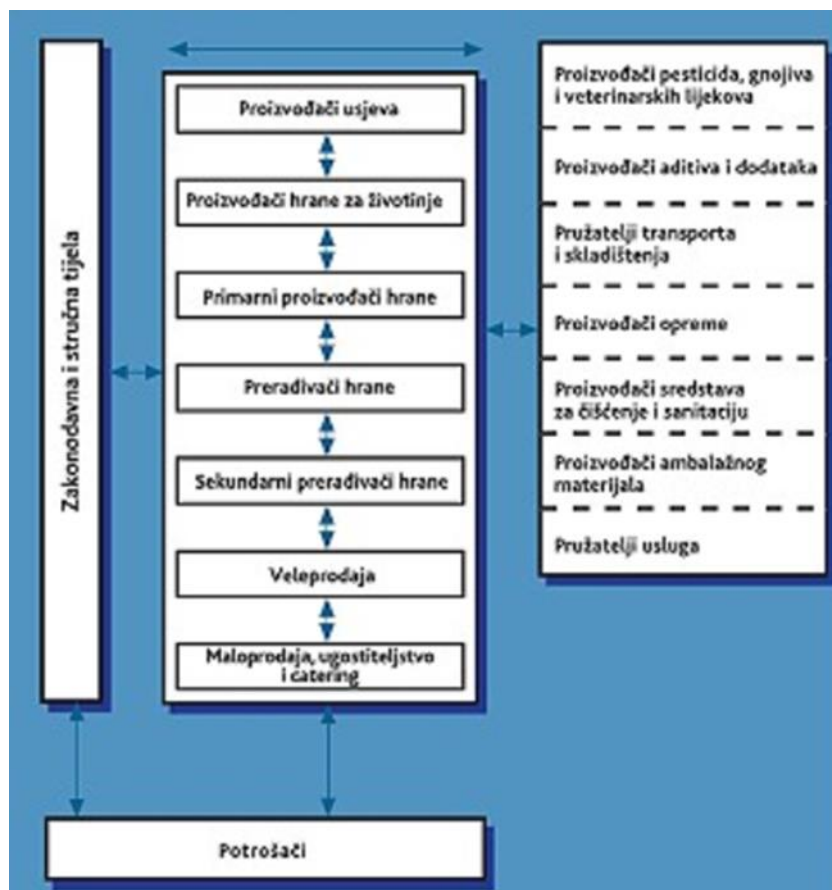 Zakonodavna i stručna tijela
Proizvođači usjeva
Proizvođači hrane za životinje
Primarni proizvođači hrane
Prerađivači hrane
Sekundarni prerađivači hrane
Veleprodaja
Maloprodaja, ugostiteljstvo
i catering
Proizvođači pesticida, gnojiva
i veterinarskih lijekova
Proizvođači aditiva i dodataka
Pružatelji transporta
i skladištenja
Proizvođači opreme
Proizvođači sredstava
za čišćenje i sanitaciju
Proizvođači ambalažnog
materijala
Pružatelji usluga
Potrošači